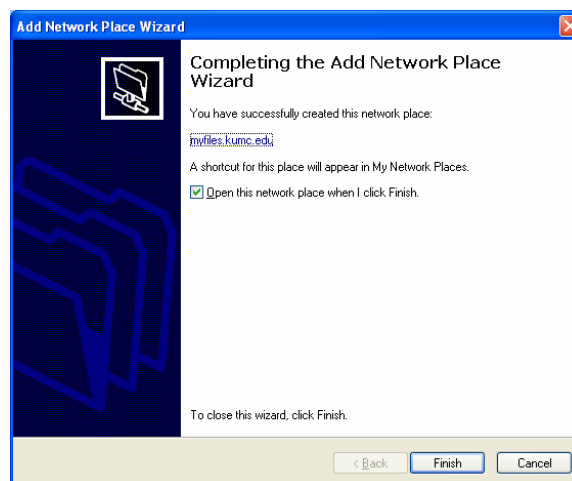 Add Network Place Wizard
Completing the Add Network Place
Wizard
You have successfully created this network place:
myfiles.kumc.edu
A shortcut for this place will appear in My Network Places.
Open this network place when I click Finish.
To close this wizard, click Finish.
< Back Finish Cancel